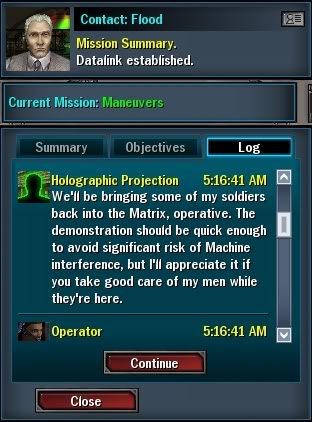 Contact: Flood
Mission Summary.
Datalink established.
Current Mission: Maneuvers
Summary
Objectives
Log
Holographic Projection 5:16:41 AM
We'll be bringing some of my soldiers
back into the Matrix, operative. The
demonstration should be quick enough
to avoid significant risk of Machine
interference, but I'll appreciate it if
you take good care of my men while
they're here.
Operator 5:16:41 AM
Continue
Close